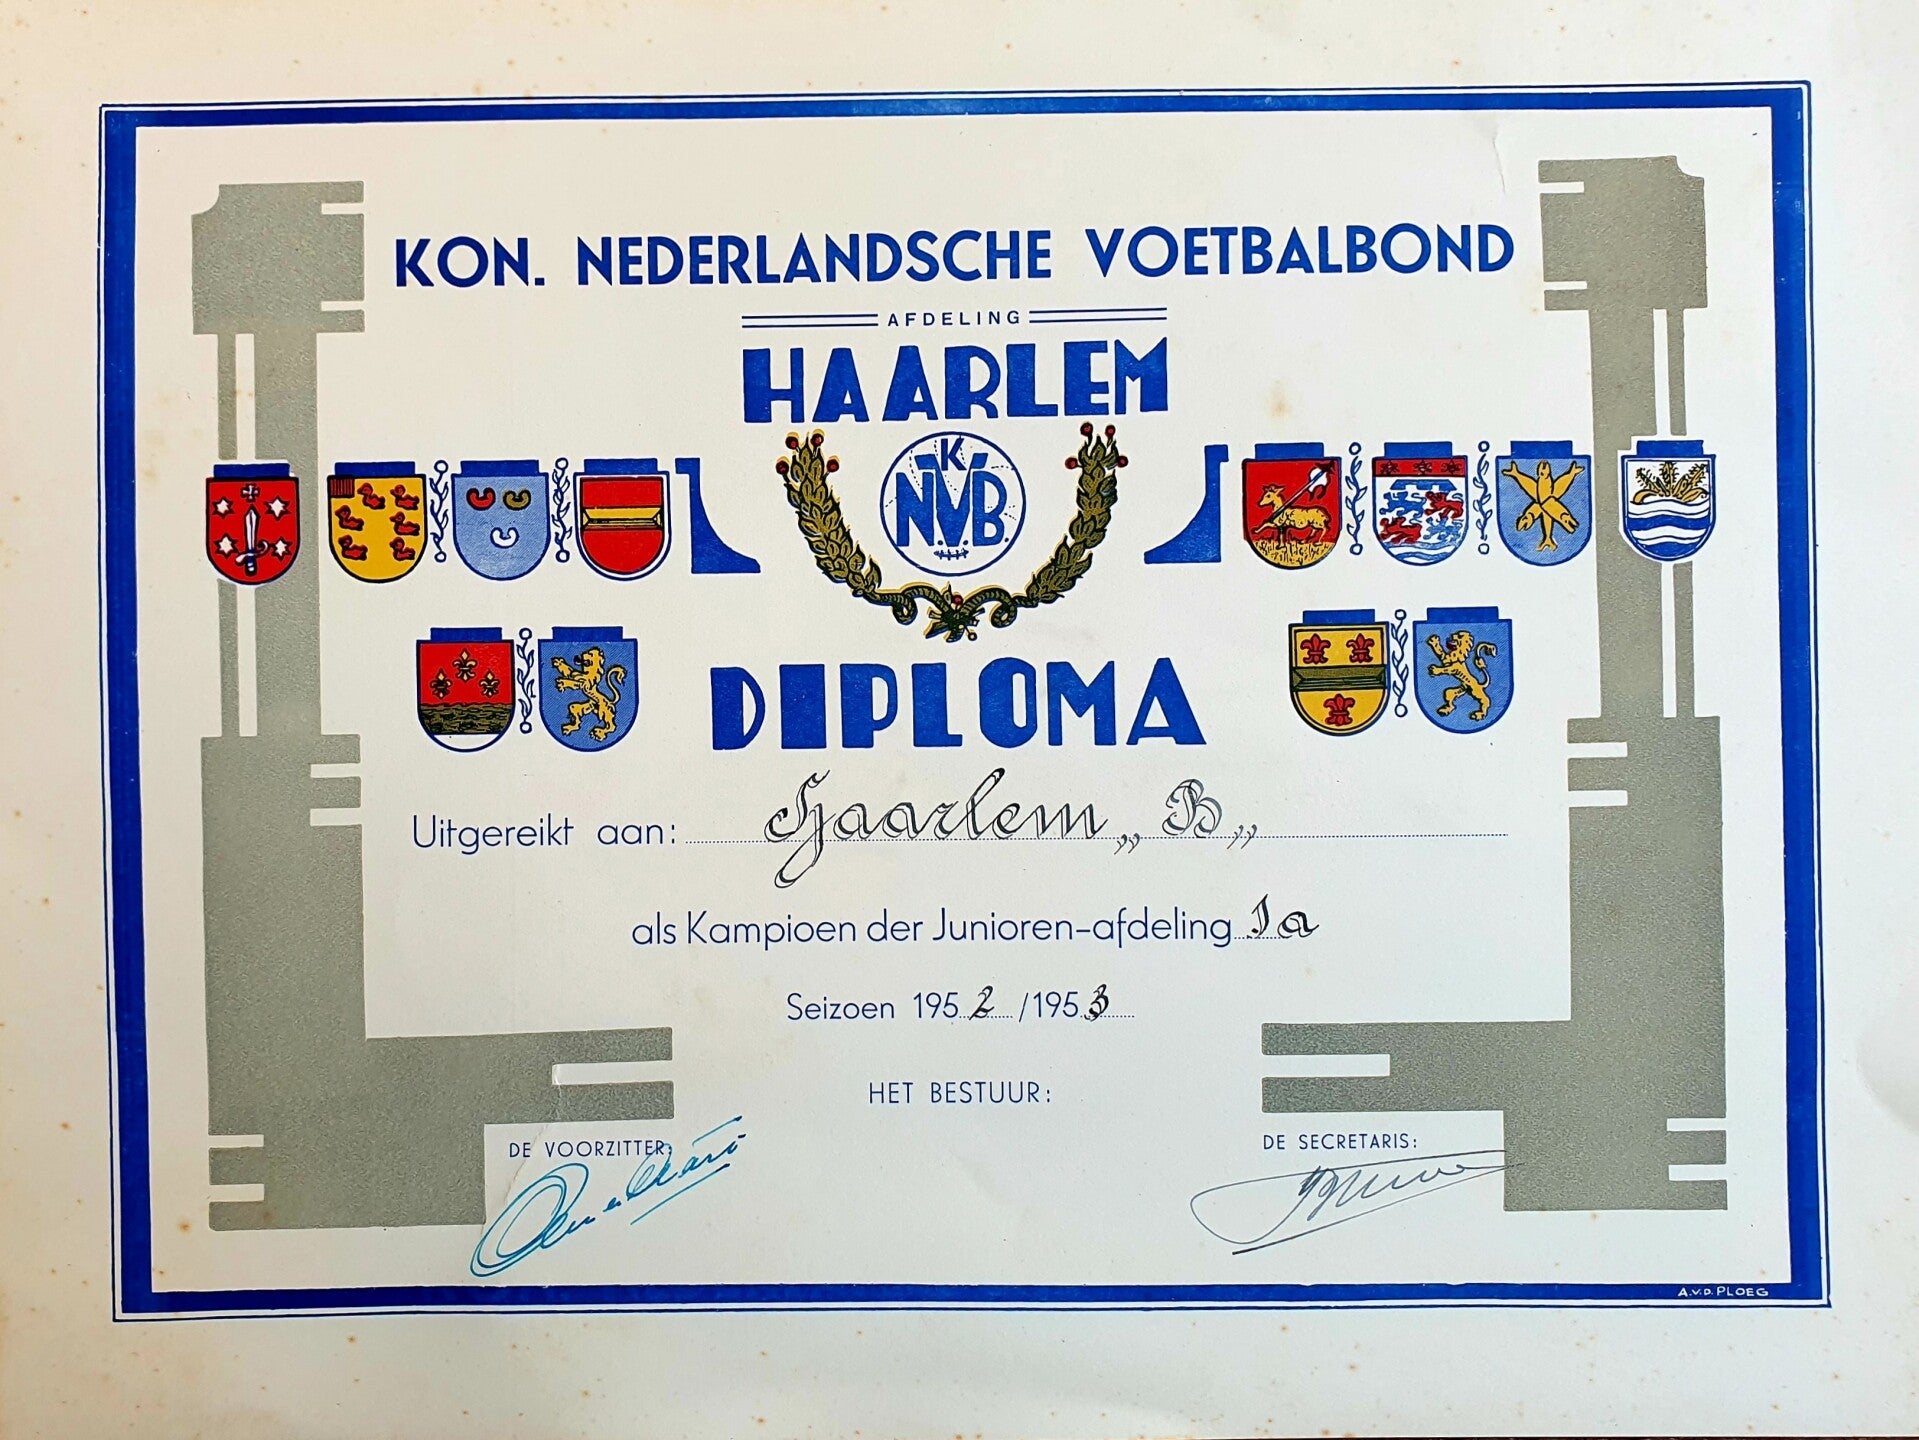 KON. NEDERLANDSCHE VOETBALBOND
AFDELING
HAARLEM
K
N.V.B.
DIPLOMA
Uitgereikt aan: Haarlem „B„
als Kampioen der Junioren-afdeling 1a
Seizoen 1952/1953
HET BESTUUR:
DE VOORZITTER:
DE SECRETARIS:
A.v.D. PLOEG